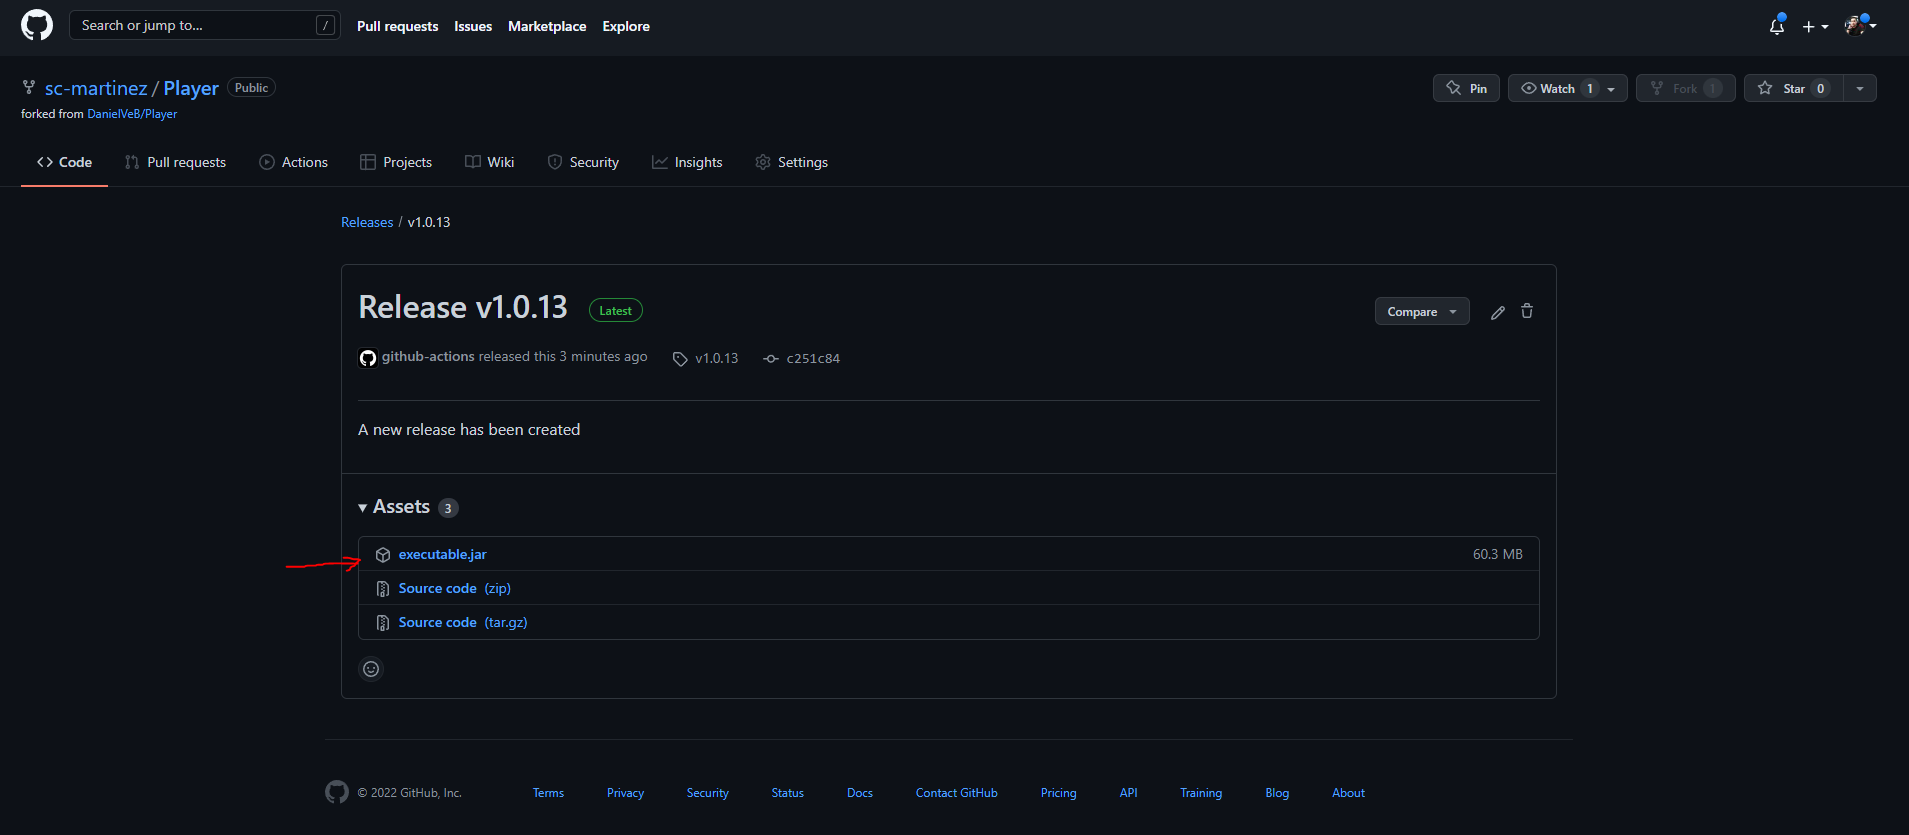 Search or jump to... /
Pull requests Issues Marketplace Explore
sc-martinez / Player Public
Pin Watch 1 Fork 1 Star 0
forked from DanielVeB/Player
Code Pull requests Actions Projects Wiki Security Insights Settings
Releases / v1.0.13
Release v1.0.13 Latest
Compare
github-actions released this 3 minutes ago v1.0.13 c251c84
A new release has been created
Assets 3
executable.jar 60.3 MB
Source code (zip)
Source code (tar.gz)
© 2022 GitHub, Inc. Terms Privacy Security Status Docs Contact GitHub Pricing API Training Blog About